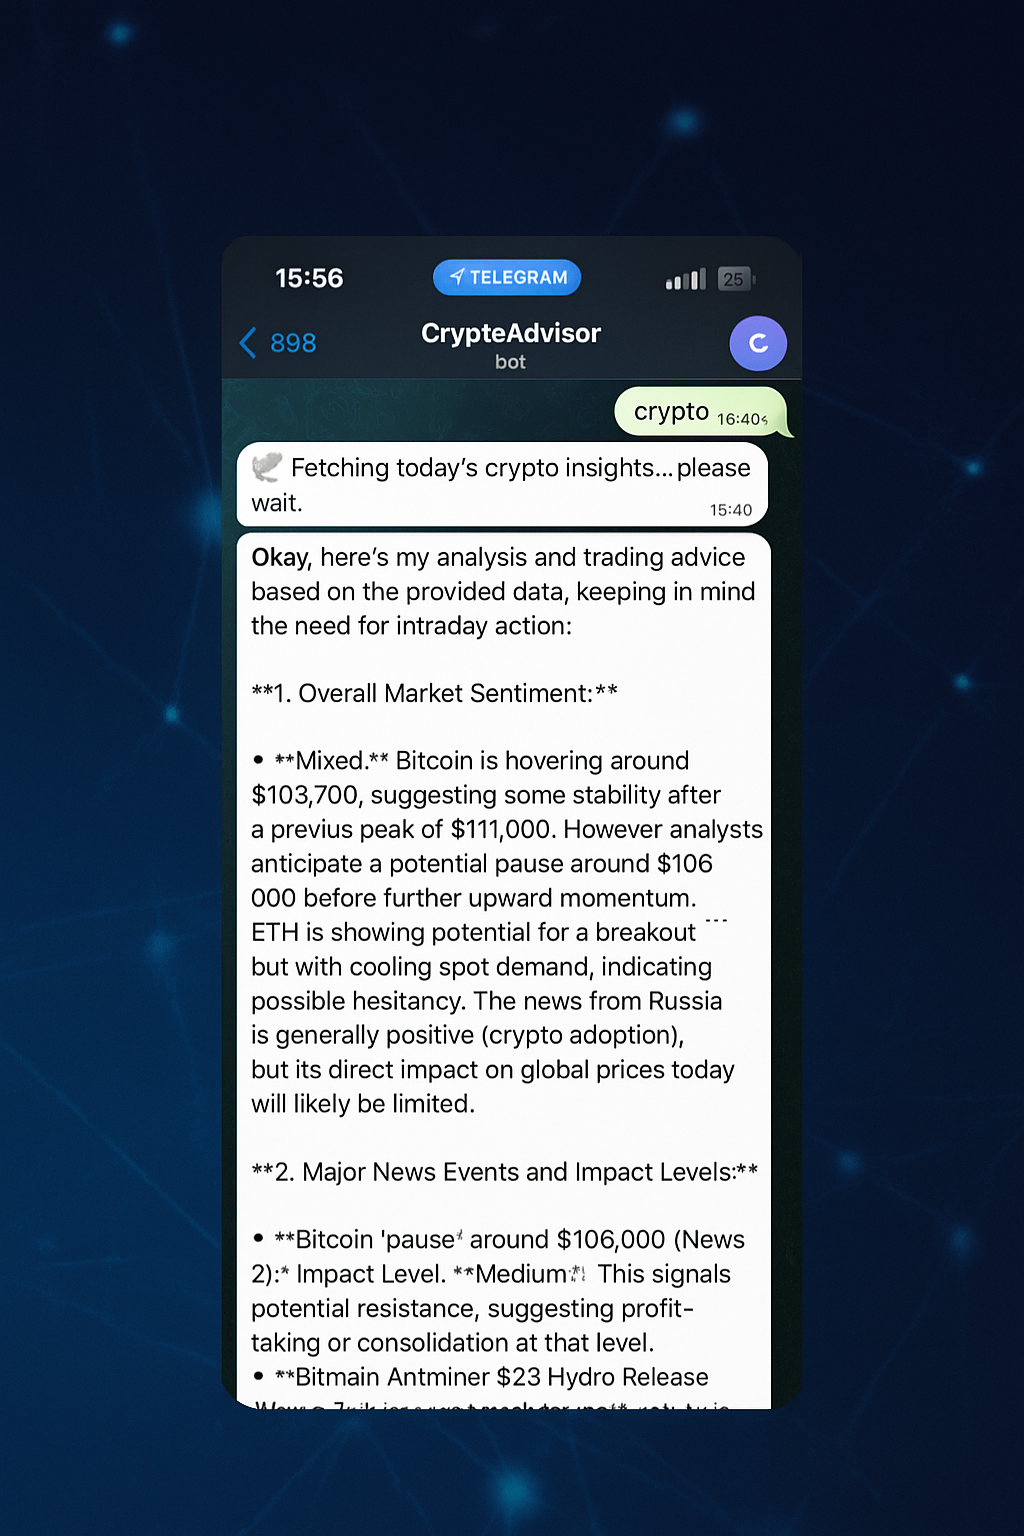 15:56
TELEGRAM
25
898
CrypteAdvisor
bot
C
crypto 16:40
Fetching today's crypto insights... please
wait.
15:40
Okay, here's my analysis and trading advice
based on the provided data, keeping in mind
the need for intraday action:
**1. Overall Market Sentiment:**
• **Mixed.** Bitcoin is hovering around
$103,700, suggesting some stability after
a previus peak of $111,000. However analysts
anticipate a potential pause around $106
000 before further upward momentum.
ETH is showing potential for a breakout ---
but with cooling spot demand, indicating
possible hesitancy. The news from Russia
is generally positive (crypto adoption),
but its direct impact on global prices today
will likely be limited.
**2. Major News Events and Impact Levels:**
• **Bitcoin 'pause' around $106,000 (News
2):* Impact Level. **Medium This signals
potential resistance, suggesting profit-
taking or consolidation at that level.
• **Bitmain Antminer $23 Hydro Release